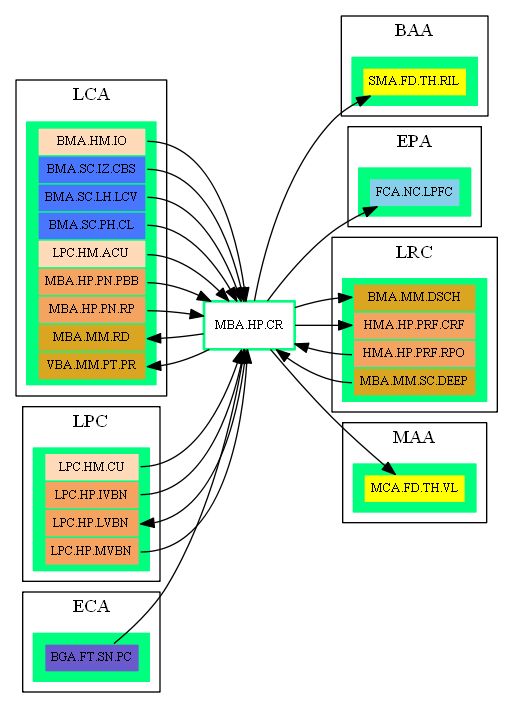 LCA
BMA.HM.IO
BMA.SC.IZ.CBS
BMA.SC.LH.LCV
BMA.SC.PH.CL
LPC.HM.ACU
MBA.HP.PN.PBB
MBA.HP.PN.RP
MBA.MM.RD
VBA.MM.PT.PR
LPC
LPC.HM.CU
LPC.HP.IVBN
LPC.HP.LVBN
LPC.HP.MVBN
ECA
BGA.FT.SN.PC
MBA.HP.CR
BAA
SMA.FD.TH.RIL
EPA
FCA.NC.LPFC
LRC
BMA.MM.DSCH
HMA.HP.PRF.CRF
HMA.HP.PRF.RPO
MBA.MM.SC.DEEP
MAA
MCA.FD.TH.VL